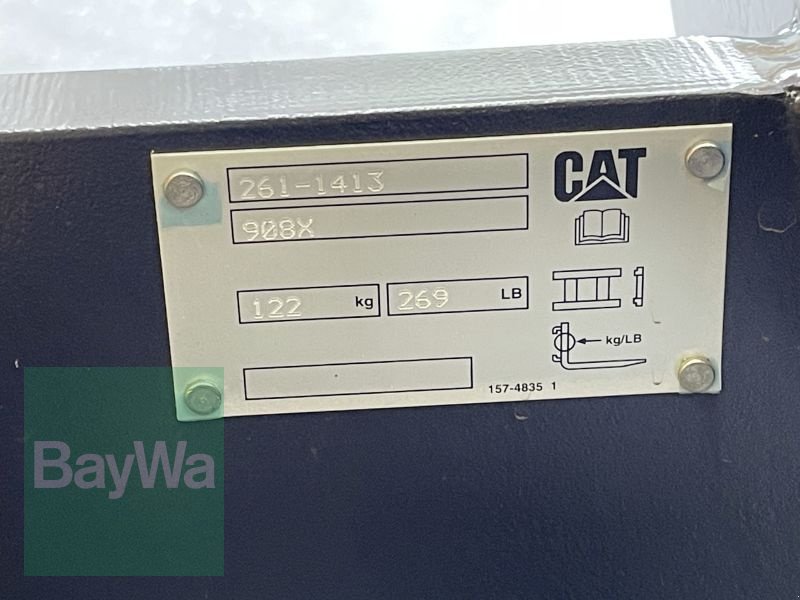 261-1413
CAT
908X
122 kg
269 LB
kg/LB
157-4835 1
BayWa